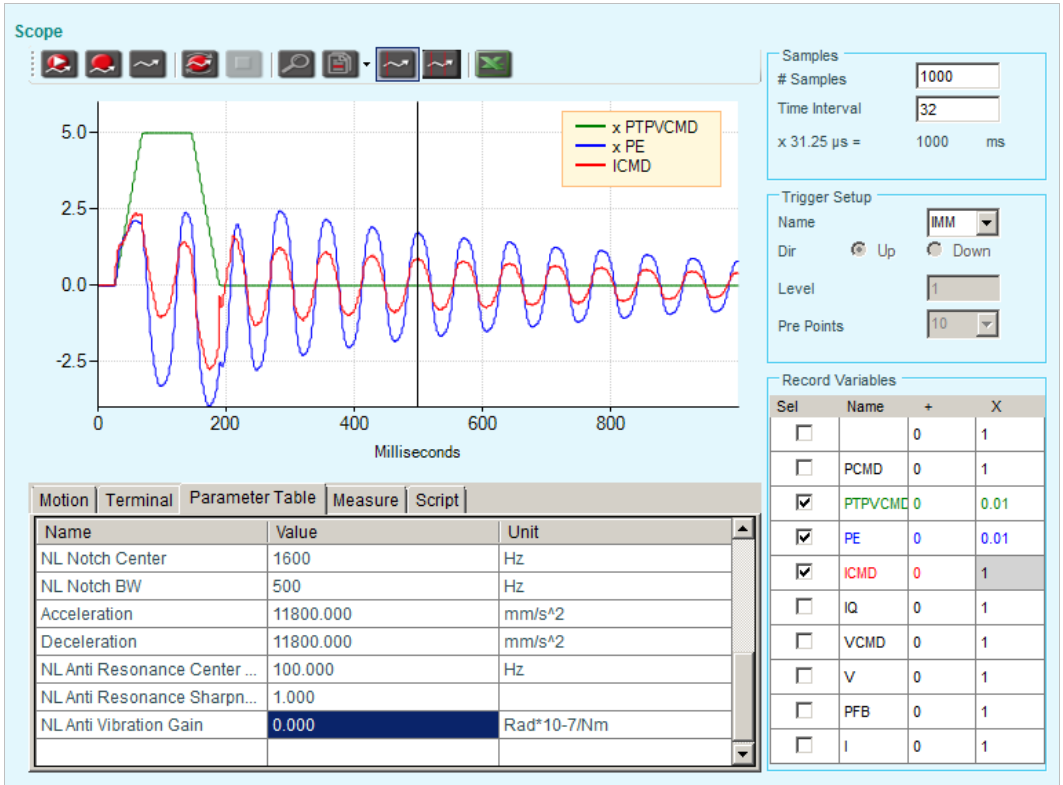 Scope
x PTPVCMD
x PE
ICMD
5.0
2.5
0.0
-2.5
0 200 400 600 800
Milliseconds
Samples
# Samples 1000
Time Interval 32
x 31.25 µs = 1000 ms
Trigger Setup
Name IMM
Dir Up Down
Level 1
Pre Points 10
Record Variables
Sel Name + X
0 1
PCMD 0 1
PTPVCMD 0 0.01
PE 0 0.01
ICMD 0 1
IQ 0 1
VCMD 0 1
V 0 1
PFB 0 1
I 0 1
Motion Terminal Parameter Table Measure Script
Name Value Unit
NL Notch Center 1600 Hz
NL Notch BW 500 Hz
Acceleration 11800.000 mm/s^2
Deceleration 11800.000 mm/s^2
NL Anti Resonance Center ... 100.000 Hz
NL Anti Resonance Sharpn... 1.000
NL Anti Vibration Gain 0.000 Rad*10-7/Nm